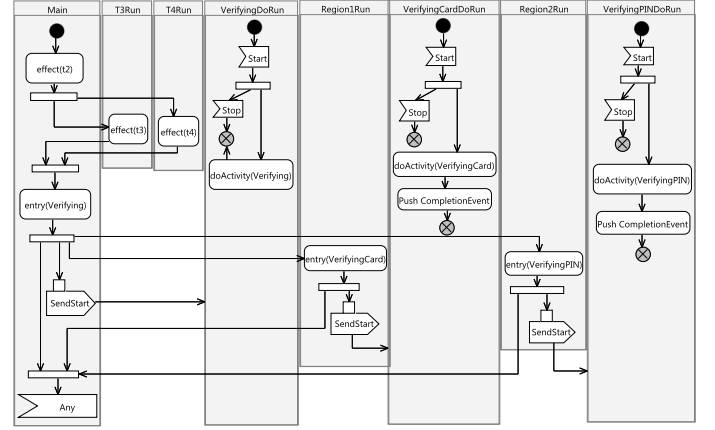 Main
T3Run
T4Run
VerifyingDoRun
Region1Run
VerifyingCardDoRun
Region2Run
VerifyingPINDoRun
effect(t2)
effect(t3)
effect(t4)
entry(Verifying)
SendStart
Any
Start
Stop
doActivity(Verifying)
entry(VerifyingCard)
SendStart
Start
Stop
doActivity(VerifyingCard)
Push CompletionEvent
entry(VerifyingPIN)
SendStart
Start
Stop
doActivity(VerifyingPIN)
Push CompletionEvent